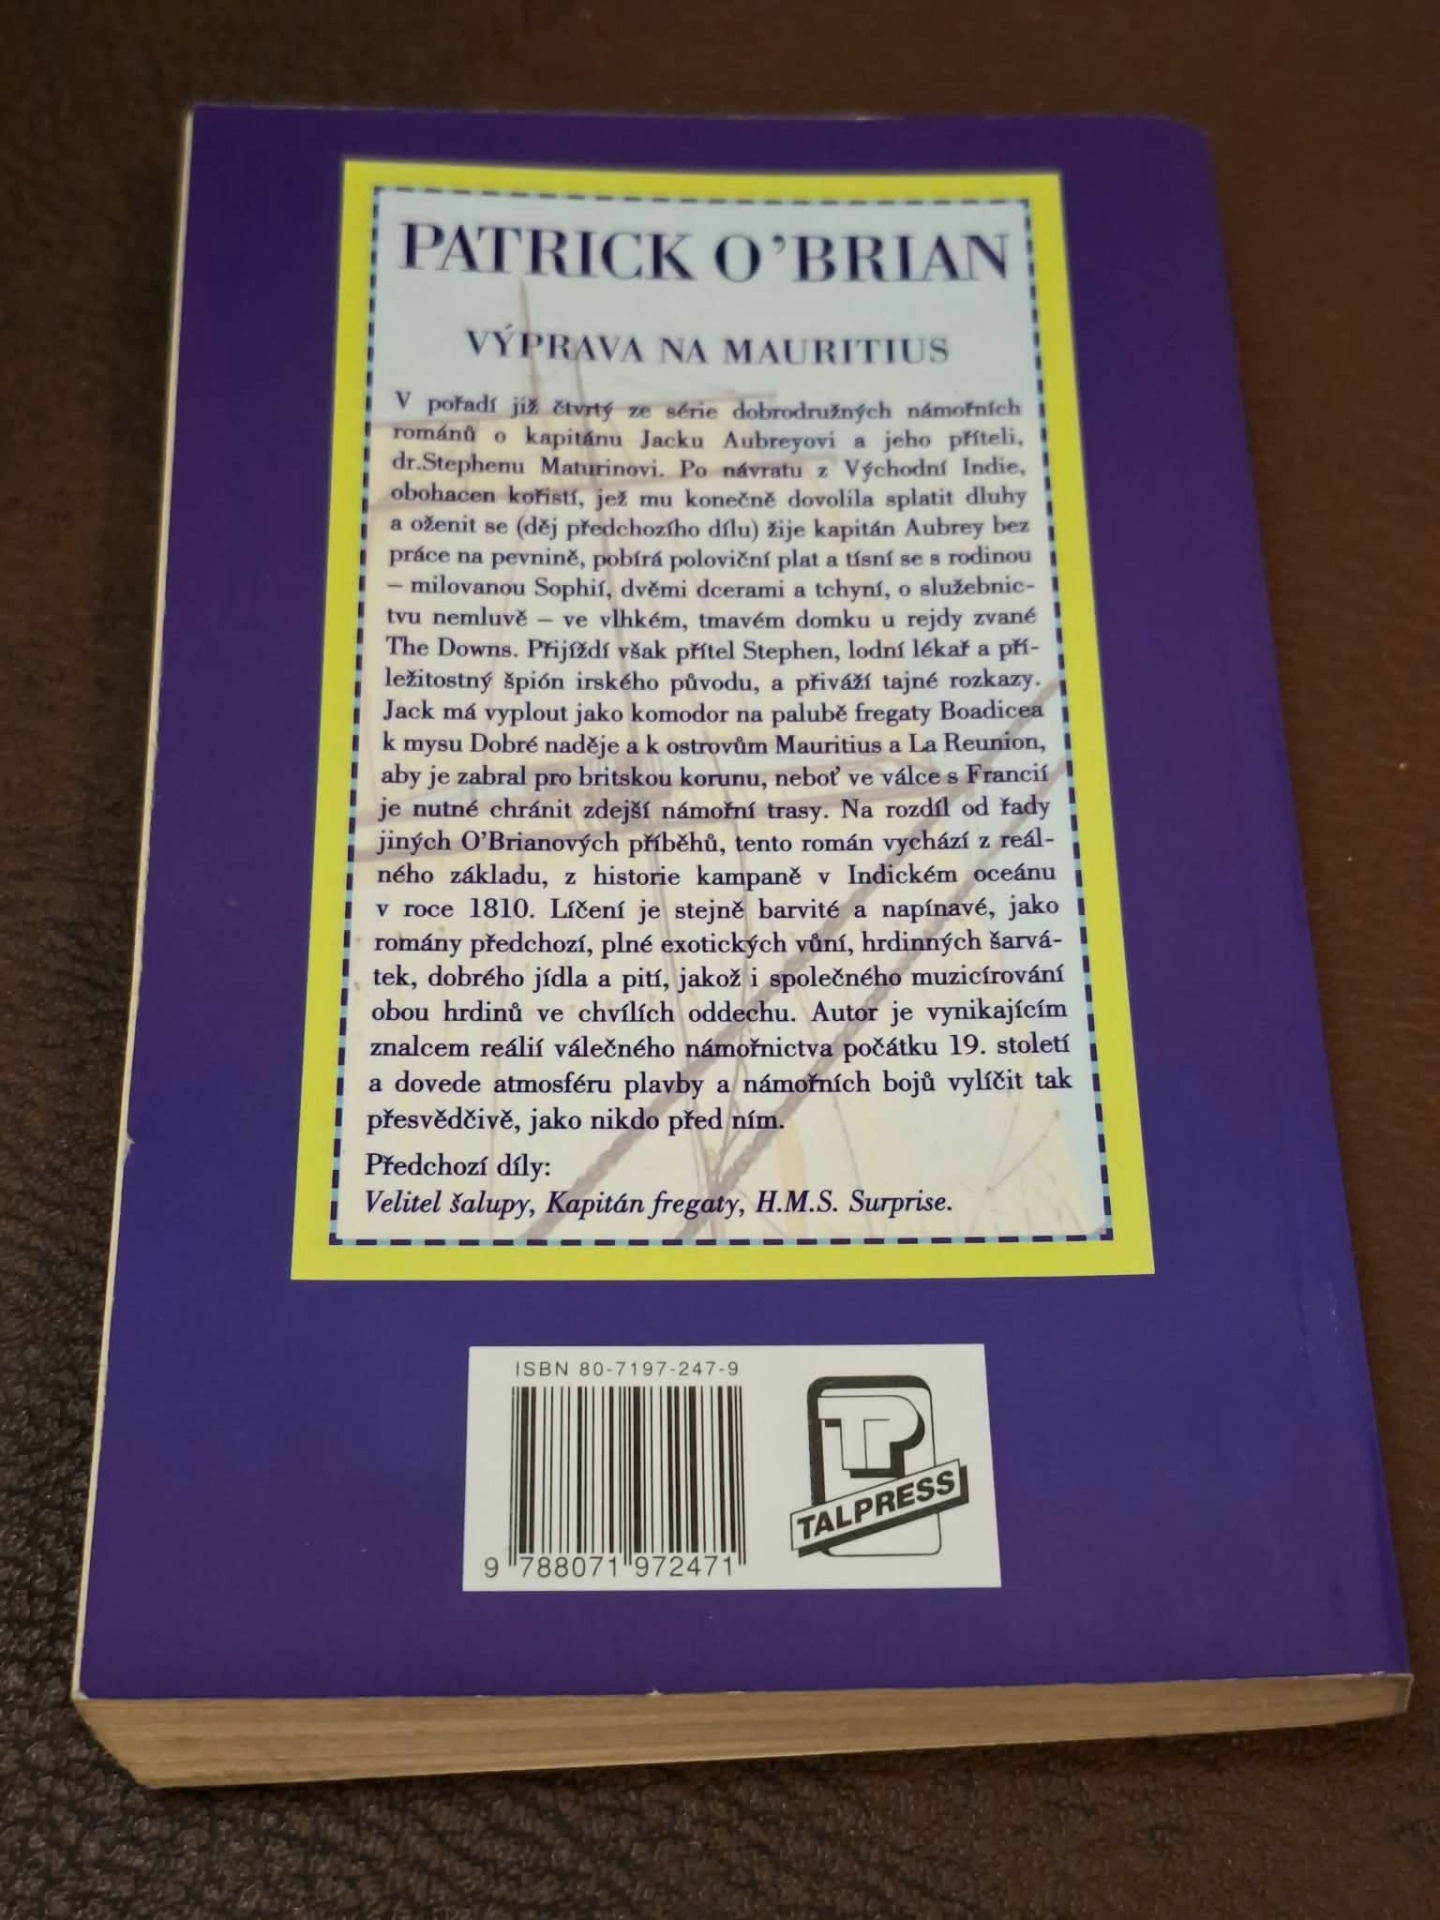 PATRICK O’BRIAN
VÝPRAVA NA MAURITIUS
V pořadí již čtvrtý ze série dobrodružných námořních
románů o kapitánu Jacku Aubreyovi a jeho příteli,
dr.Stephenu Maturinovi. Po návratu z Východní Indie,
obohacen kořistí, jež mu konečně dovolila splatit dluhy
a oženit se (děj předchozího dílu) žije kapitán Aubrey bez
práce na pevnině, pobírá poloviční plat a tísní se s rodinou
– milovanou Sophií, dvěmi dcerami a tchyní, o služebnic-
tvu nemluvě – ve vlhkém, tmavém domku u rejdy zvané
The Downs. Přijíždí však přítel Stephen, lodní lékař a pří-
ležitostný špión irského původu, a přiváží tajné rozkazy.
Jack má vyplout jako komodor na palubě fregaty Boadicea
k mysu Dobré naděje a k ostrovům Mauritius a La Reunion,
aby je zabral pro britskou korunu, neboť ve válce s Francií
je nutné chránit zdejší námořní trasy. Na rozdíl od řady
jiných O’Brianových příběhů, tento román vychází z reál-
ného základu, z historie kampaně v Indickém oceánu
v roce 1810. Líčení je stejně barvité a napínavé, jako
romány předchozí, plné exotických vůní, hrdinných šarvá-
tek, dobrého jídla a pití, jakož i společného muzicírování
obou hrdinů ve chvílích oddechu. Autor je vynikajícím
znalcem reálií válečného námořnictva počátku 19. století
a dovede atmosféru plavby a námořních bojů vylíčit tak
přesvědčivě, jako nikdo před ním.
Předchozí díly:
Velitel šalupy, Kapitán fregaty, H.M.S. Surprise.
ISBN 80-7197-247-9
9 788071 972471
TP
TALPRESS